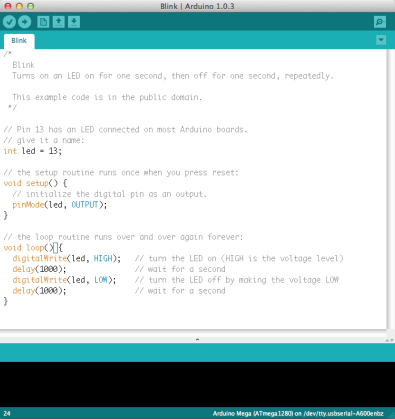 Blink | Arduino 1.0.3
Blink
/*
  Blink
  Turns on an LED on for one second, then off for one second, repeatedly.

  This example code is in the public domain.
 */

// Pin 13 has an LED connected on most Arduino boards.
// give it a name:
int led = 13;

// the setup routine runs once when you press reset:
void setup() {
  // initialize the digital pin as an output.
  pinMode(led, OUTPUT);
}

// the loop routine runs over and over again forever:
void loop(){
  digitalWrite(led, HIGH);   // turn the LED on (HIGH is the voltage level)
  delay(1000);               // wait for a second
  digitalWrite(led, LOW);    // turn the LED off by making the voltage LOW
  delay(1000);               // wait for a second
}
24
Arduino Mega (ATmega1280) on /dev/tty.usbserial-A600enbz